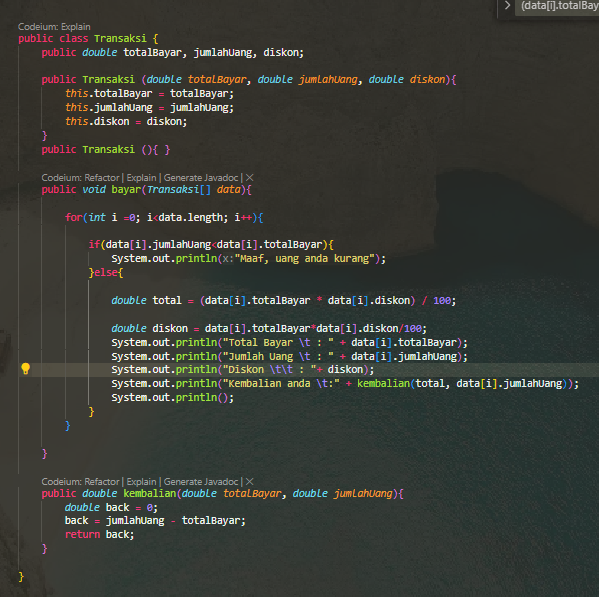 (data[i].totalBay
Codeium: Explain
public class Transaksi {
public double totalBayar, jumlahUang, diskon;
public Transaksi (double totalBayar, double jumlahUang, double diskon){
this.totalBayar = totalBayar;
this.jumlahUang = jumlahUang;
this.diskon = diskon;
}
public Transaksi (){ }
Codeium: Refactor | Explain | Generate Javadoc | X
public void bayar(Transaksi[] data){
for(int i =0; i<data.length; i++){
if(data[i].jumlahUang<data[i].totalBayar){
System.out.println(x:"Maaf, uang anda kurang");
}else{
double total = (data[i].totalBayar * data[i].diskon) / 100;
double diskon = data[i].totalBayar*data[i].diskon/100;
System.out.println("Total Bayar \t : " + data[i].totalBayar);
System.out.println("Jumlah Uang \t : " + data[i].jumlahUang);
System.out.println("Diskon \t\t : "+ diskon);
System.out.println("Kembalian anda \t:" + kembalian(total, data[i].jumlahUang));
System.out.println();
}
}
}
Codeium: Refactor | Explain | Generate Javadoc | X
public double kembalian(double totalBayar, double jumlahUang){
double back = 0;
back = jumlahUang - totalBayar;
return back;
}
}